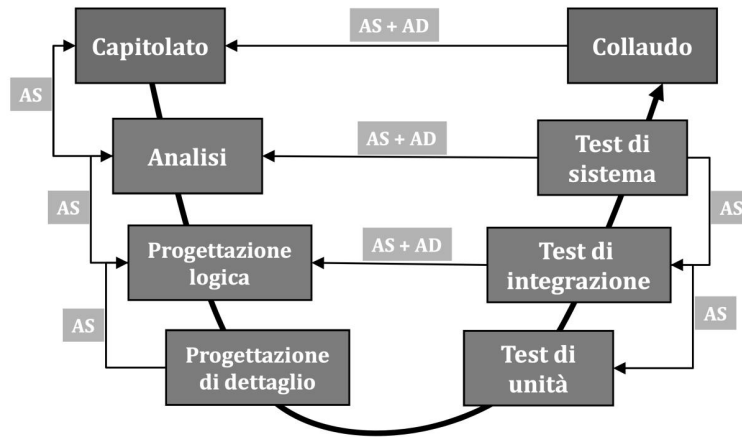 AS + AD
Capitolato
Collaudo
AS
AS + AD
Analisi
Test di
sistema
AS
AS
AS + AD
Progettazione
logica
Test di
integrazione
AS
AS
Progettazione
di dettaglio
Test di
unità